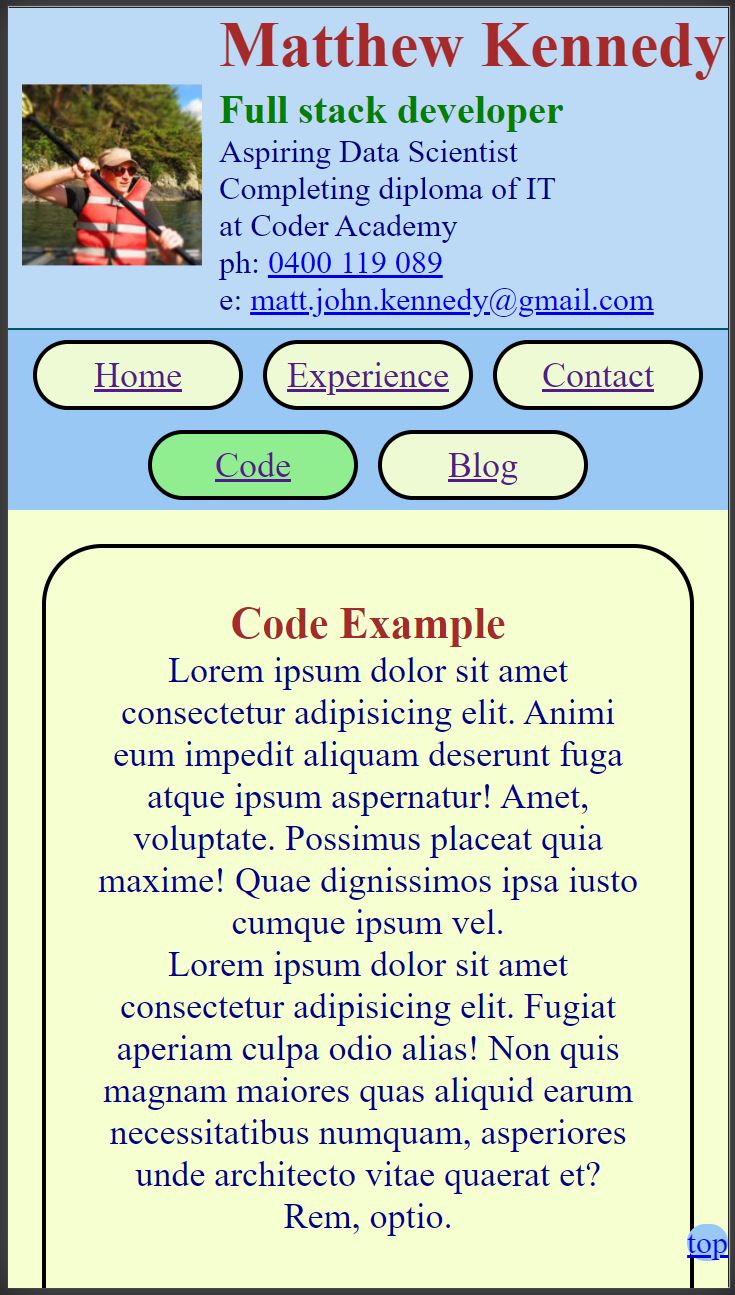 Matthew Kennedy
Full stack developer
Aspiring Data Scientist
Completing diploma of IT
at Coder Academy
ph: 0400 119 089
e: matt.john.kennedy@gmail.com
Home Experience Contact
Code Blog
Code Example
Lorem ipsum dolor sit amet
consectetur adipisicing elit. Animi
eum impedit aliquam deserunt fuga
atque ipsum aspernatur! Amet,
voluptate. Possimus placeat quia
maxime! Quae dignissimos ipsa iusto
cumque ipsum vel.
Lorem ipsum dolor sit amet
consectetur adipisicing elit. Fugiat
aperiam culpa odio alias! Non quis
magnam maiores quas aliquid earum
necessitatibus numquam, asperiores
unde architecto vitae quaerat et?
Rem, optio.
top